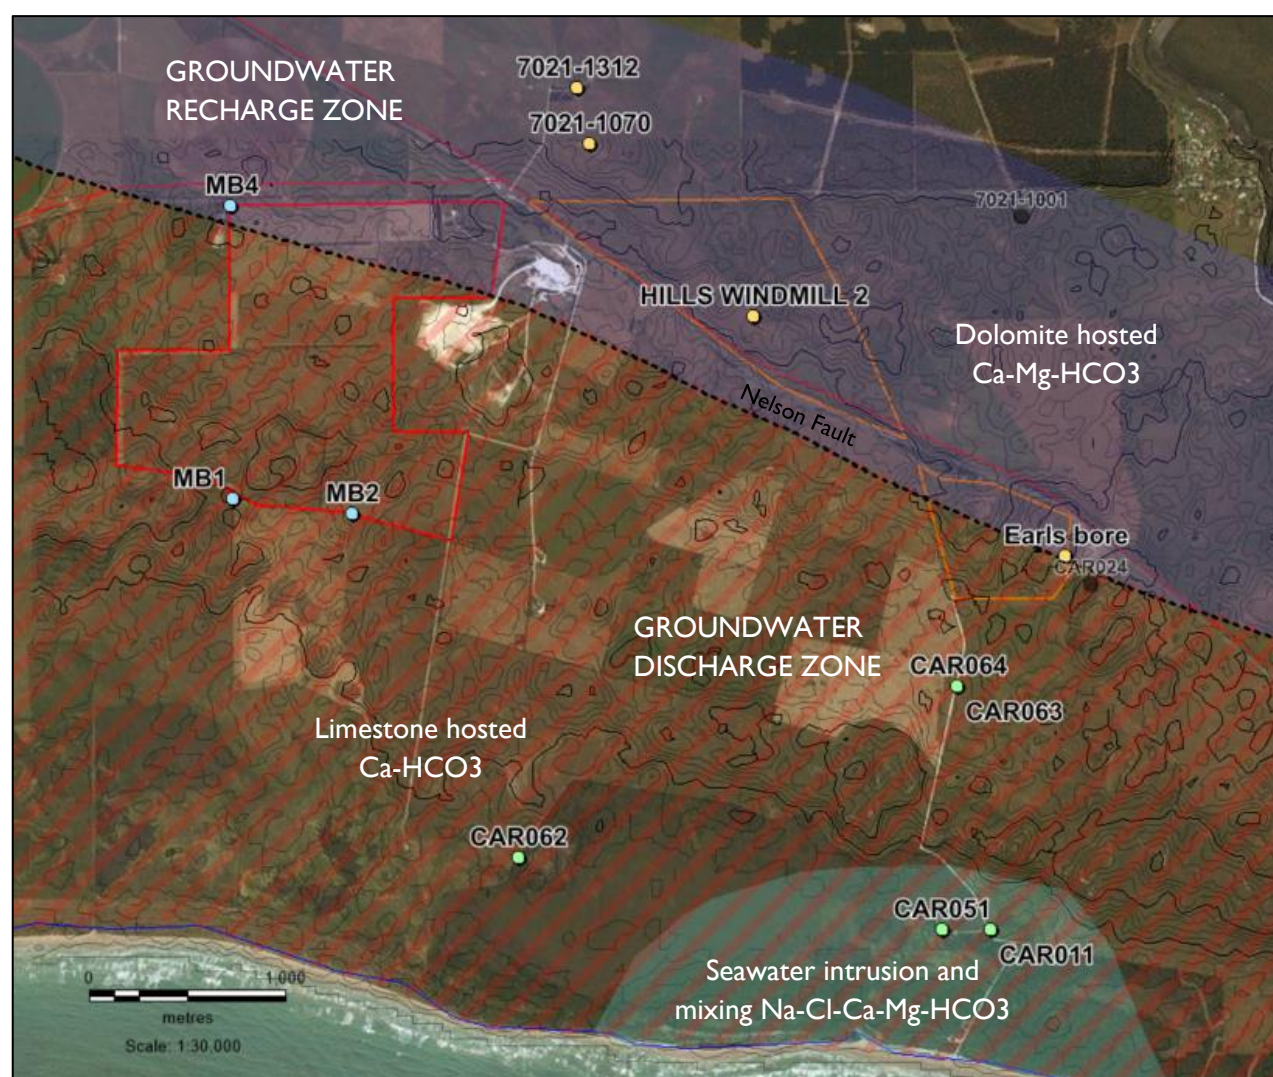 GROUNDWATER
RECHARGE ZONE
7021-1312
7021-1070
MB4
7021-1001
HILLS WINDMILL 2
Dolomite hosted
Ca-Mg-HCO3
Nelson Fault
MB1
MB2
Earls bore
CAR024
GROUNDWATER
DISCHARGE ZONE
CAR064
CAR063
Limestone hosted
Ca-HCO3
CAR062
CAR051
CAR011
Seawater intrusion and
mixing Na-Cl-Ca-Mg-HCO3
0 1,000
metres
Scale: 1:30,000